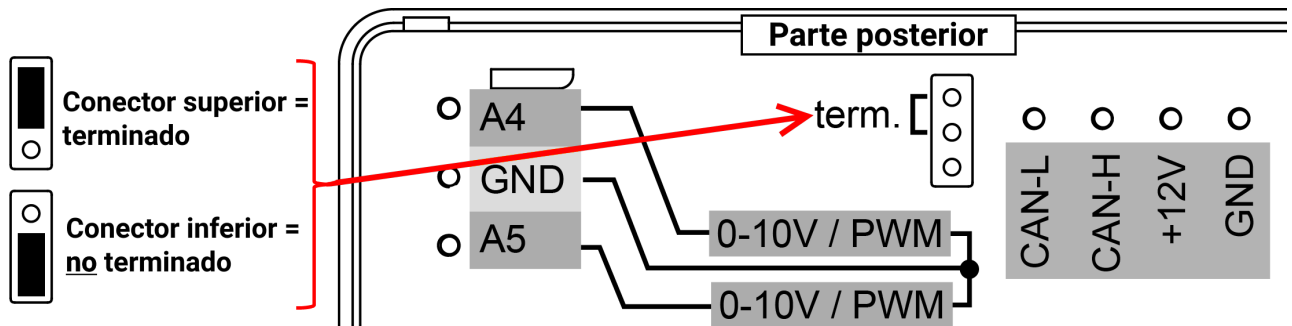 Parte posterior
Conector superior =
terminado
Conector inferior =
no terminado
A4
GND
A5
term.
0-10V / PWM
0-10V / PWM
CAN-L
CAN-H
+12V
GND